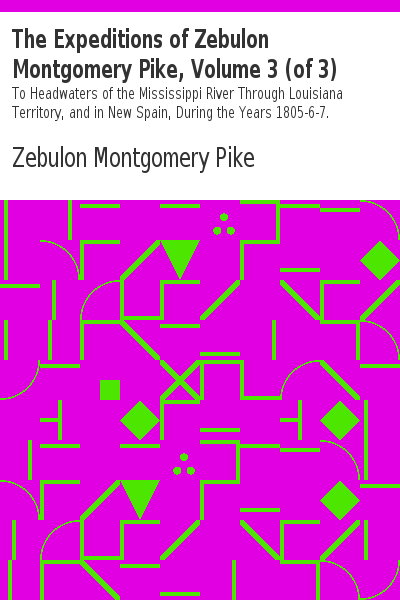 The Expeditions of Zebulon
Montgomery Pike, Volume 3 (of 3)
To Headwaters of the Mississippi River Through Louisiana
Territory, and in New Spain, During the Years 1805-6-7.
Zebulon Montgomery Pike